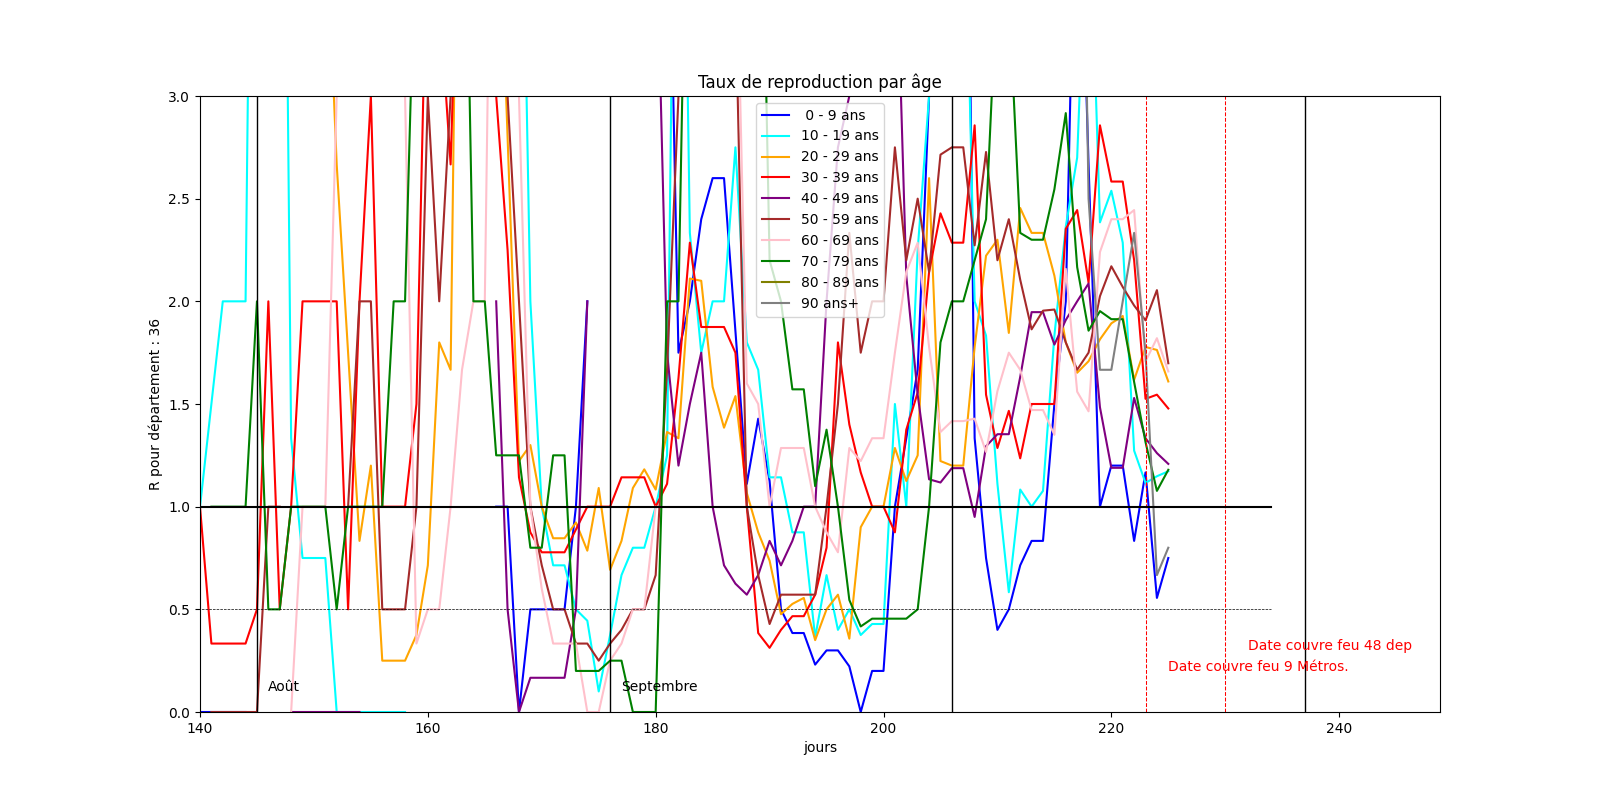 Taux de reproduction par âge
R pour département : 36
3.0
2.5
2.0
1.5
1.0
0.5
0.0
0 - 9 ans
10 - 19 ans
20 - 29 ans
30 - 39 ans
40 - 49 ans
50 - 59 ans
60 - 69 ans
70 - 79 ans
80 - 89 ans
90 ans+
Date couvre feu 48 dep
Date couvre feu 9 Métros.
Août
Septembre
140
160
180
200
220
240
jours